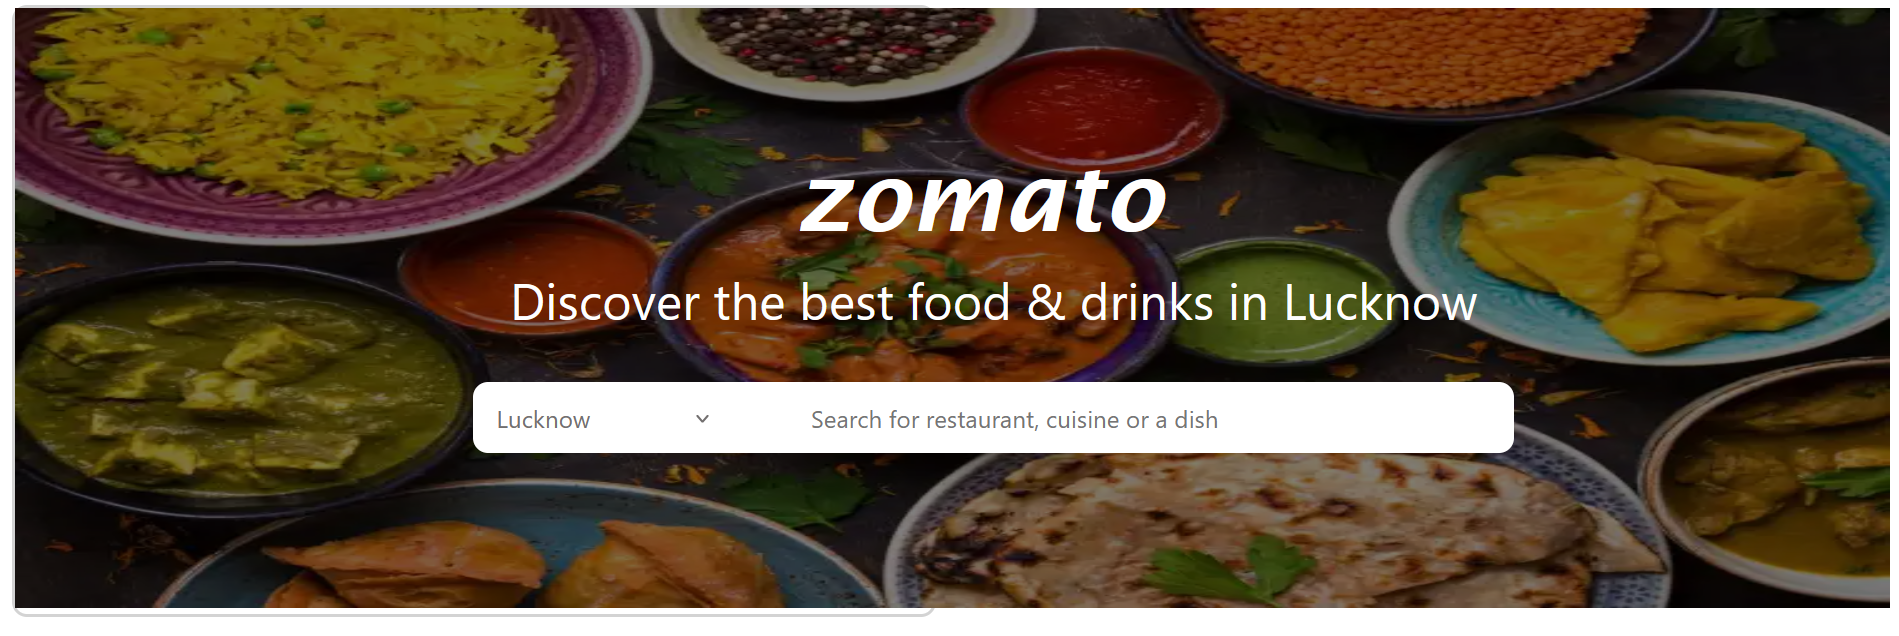 zomato
Discover the best food & drinks in Lucknow
Lucknow
Search for restaurant, cuisine or a dish